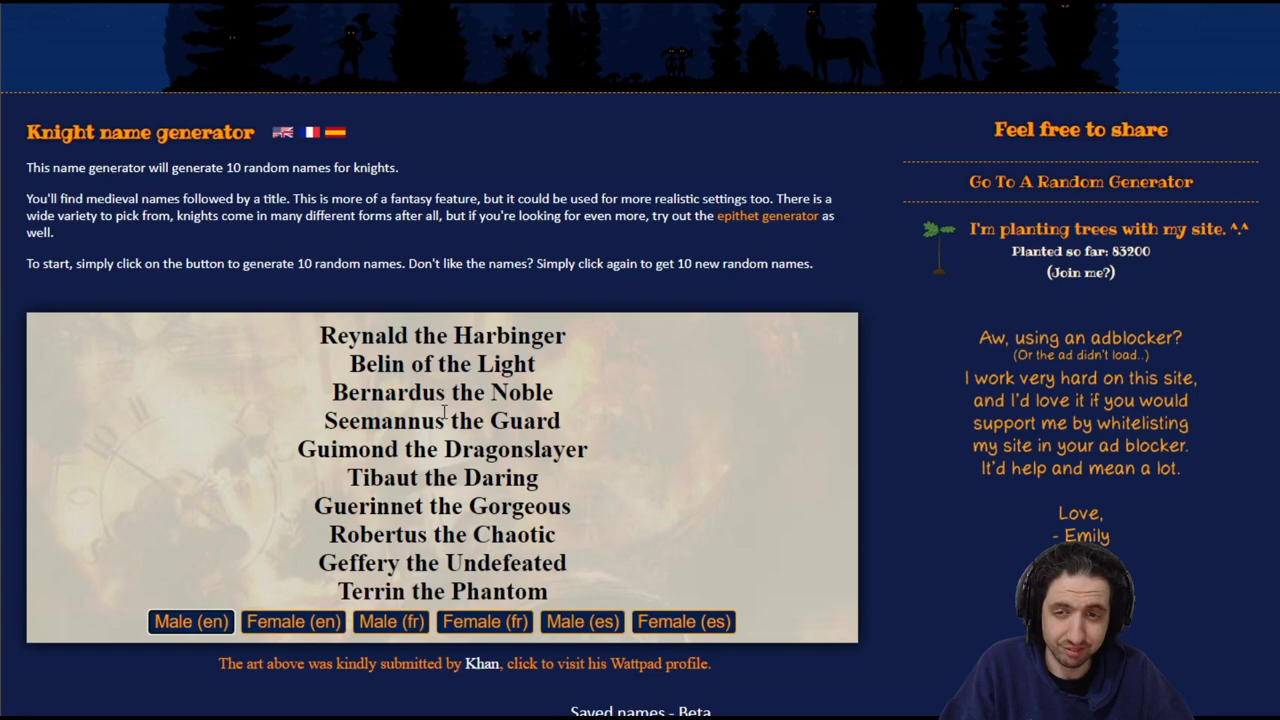 Knight name generator
This name generator will generate 10 random names for knights.
You'll find medieval names followed by a title. This is more of a fantasy feature, but it could be used for more realistic settings too. There is a
wide variety to pick from, knights come in many different forms after all, but if you're looking for even more, try out the epithet generator as
well.
To start, simply click on the button to generate 10 random names. Don't like the names? Simply click again to get 10 new random names.
Reynald the Harbinger
Belin of the Light
Bernardus the Noble
Seemannus the Guard
Guimond the Dragonslayer
Tibaut the Daring
Guerinnet the Gorgeous
Robertus the Chaotic
Geffery the Undefeated
Terrin the Phantom
Male (en) Female (en) Male (fr) Female (fr) Male (es) Female (es)
The art above was kindly submitted by Khan, click to visit his Wattpad profile.
Saved names - Beta
Feel free to share
Go To A Random Generator
I'm planting trees with my site. ^.^
Planted so far: 83200
(Join me?)
Aw, using an adblocker?
(Or the ad didn't load..)
I work very hard on this site,
and I'd love it if you would
support me by whitelisting
my site in your ad blocker.
It'd help and mean a lot.
Love,
- Emily